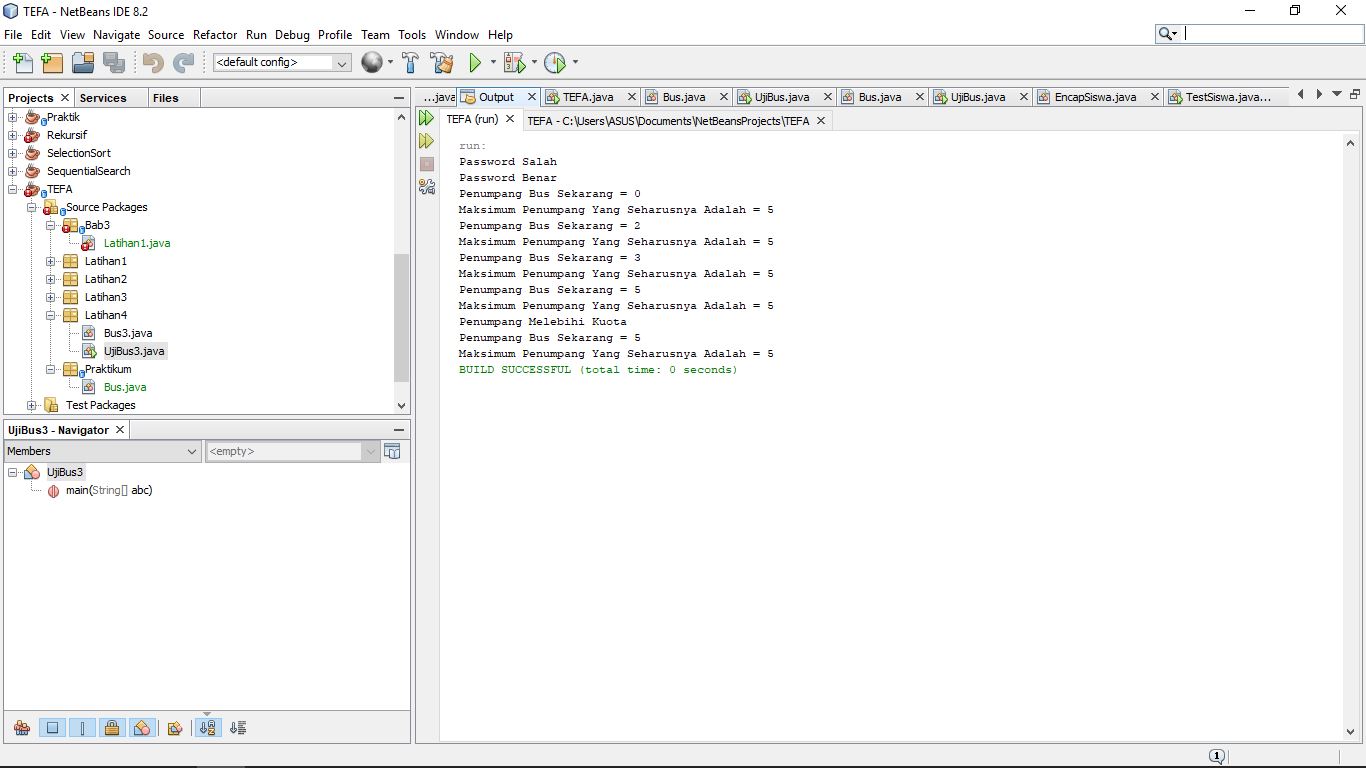 TEFA - NetBeans IDE 8.2
File Edit View Navigate Source Refactor Run Debug Profile Team Tools Window Help
<default config>
Projects Services Files
Praktik
Rekursif
SelectionSort
SequentialSearch
TEFA
Source Packages
Bab3
Latihan1.java
Latihan1
Latihan2
Latihan3
Latihan4
Bus3.java
UjiBus3.java
Praktikum
Bus.java
Test Packages
UjiBus3 - Navigator
Members <empty>
UjiBus3
main(String[] abc)
...java Output TEFA.java Bus.java UjiBus.java Bus.java UjiBus.java EncapSiswa.java TestSiswa.java...
TEFA (run) TEFA - C:\Users\ASUS\Documents\NetBeansProjects\TEFA
run:
Password Salah
Password Benar
Penumpang Bus Sekarang = 0
Maksimum Penumpang Yang Seharusnya Adalah = 5
Penumpang Bus Sekarang = 2
Maksimum Penumpang Yang Seharusnya Adalah = 5
Penumpang Bus Sekarang = 3
Maksimum Penumpang Yang Seharusnya Adalah = 5
Penumpang Bus Sekarang = 5
Maksimum Penumpang Yang Seharusnya Adalah = 5
Penumpang Melebihi Kuota
Penumpang Bus Sekarang = 5
Maksimum Penumpang Yang Seharusnya Adalah = 5
BUILD SUCCESSFUL (total time: 0 seconds)
1